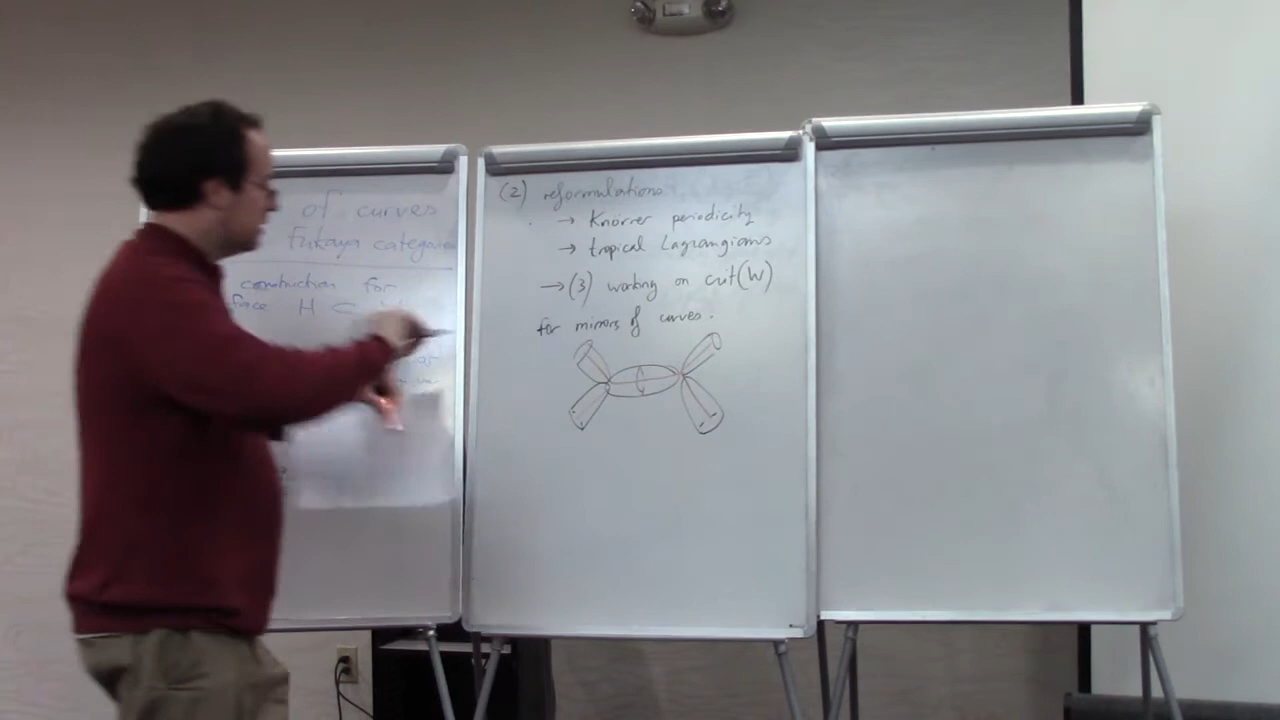 of curves
Fukaya catego
construction for
face H ⊂
(2) reformulations
→ Knörrer periodicity
→ tropical Lagrangians
→ (3) working on crit(W)
for mirrors of curves.